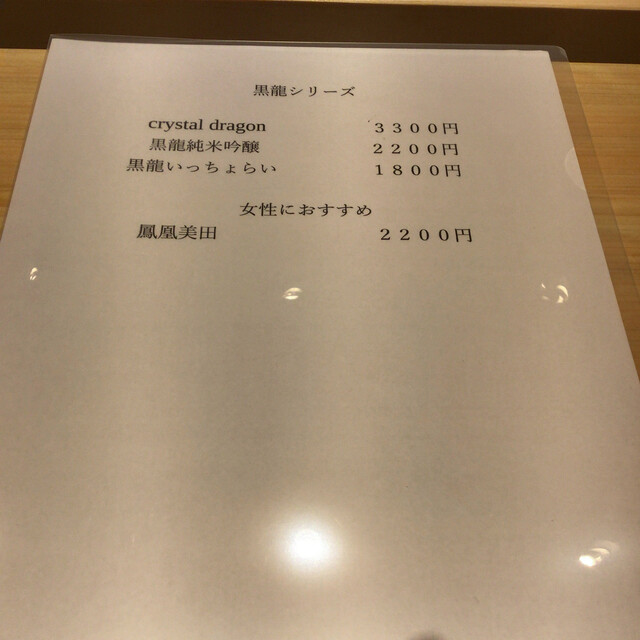 黒龍シリーズ
crystal dragon ３３００円
黒龍純米吟醸 ２２００円
黒龍いっちょらい １８００円
女性におすすめ
鳳凰美田 ２２００円